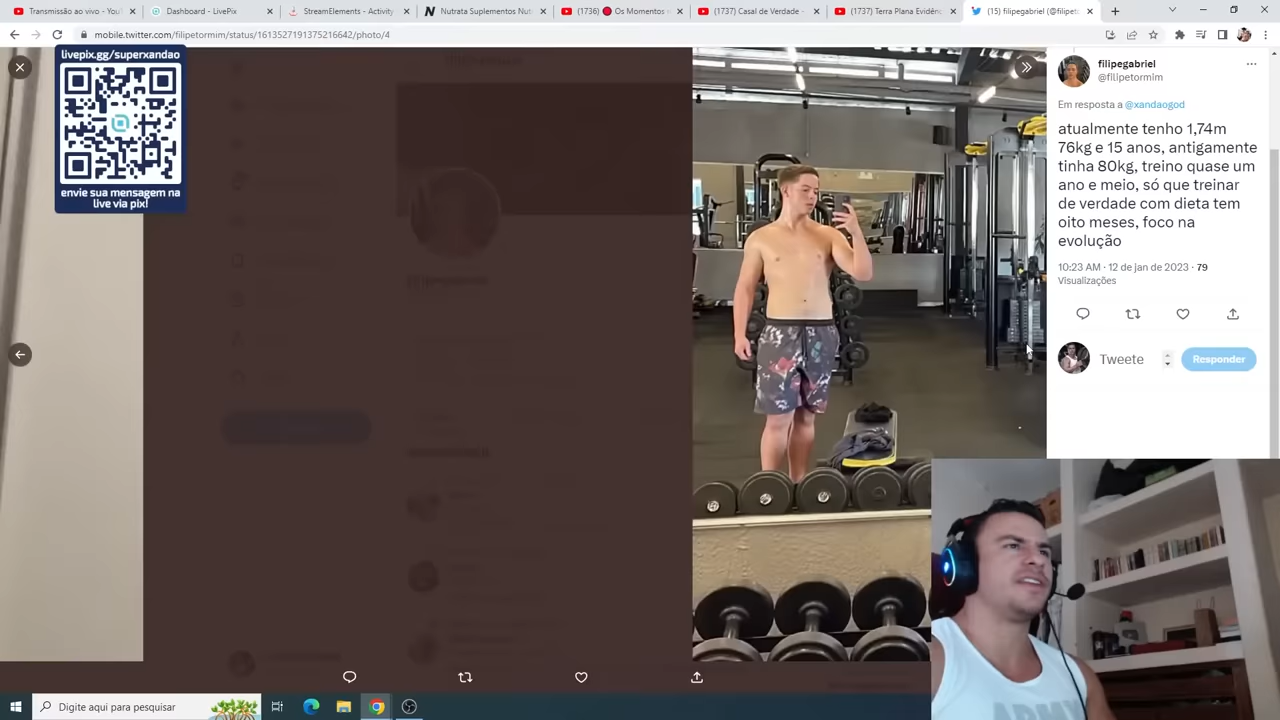 (1736) 🔴 Os Momentos
(1737) Casal de Verdade -
(1737) Terra Plana Evidênc
Transmissão ao vivo - You
Dashboard - LivePix
StreamElements - Activity
Nutrata Suplementos Nut
(15) filipegabriel (@filipet
mobile.twitter.com/filipetormim/status/1613527191375216642/photo/4
livepix.gg/superxandao
envie sua mensagem na
live via pix!
filipegabriel
@filipetormim
Em resposta a @xandaogod
atualmente tenho 1,74m
76kg e 15 anos, antigamente
tinha 80kg, treino quase um
ano e meio, só que treinar
de verdade com dieta tem
oito meses, foco na
evolução
10:23 AM · 12 de jan de 2023 · 79
Visualizações
Tweete
Responder
ARMY
Digite aqui para pesquisar